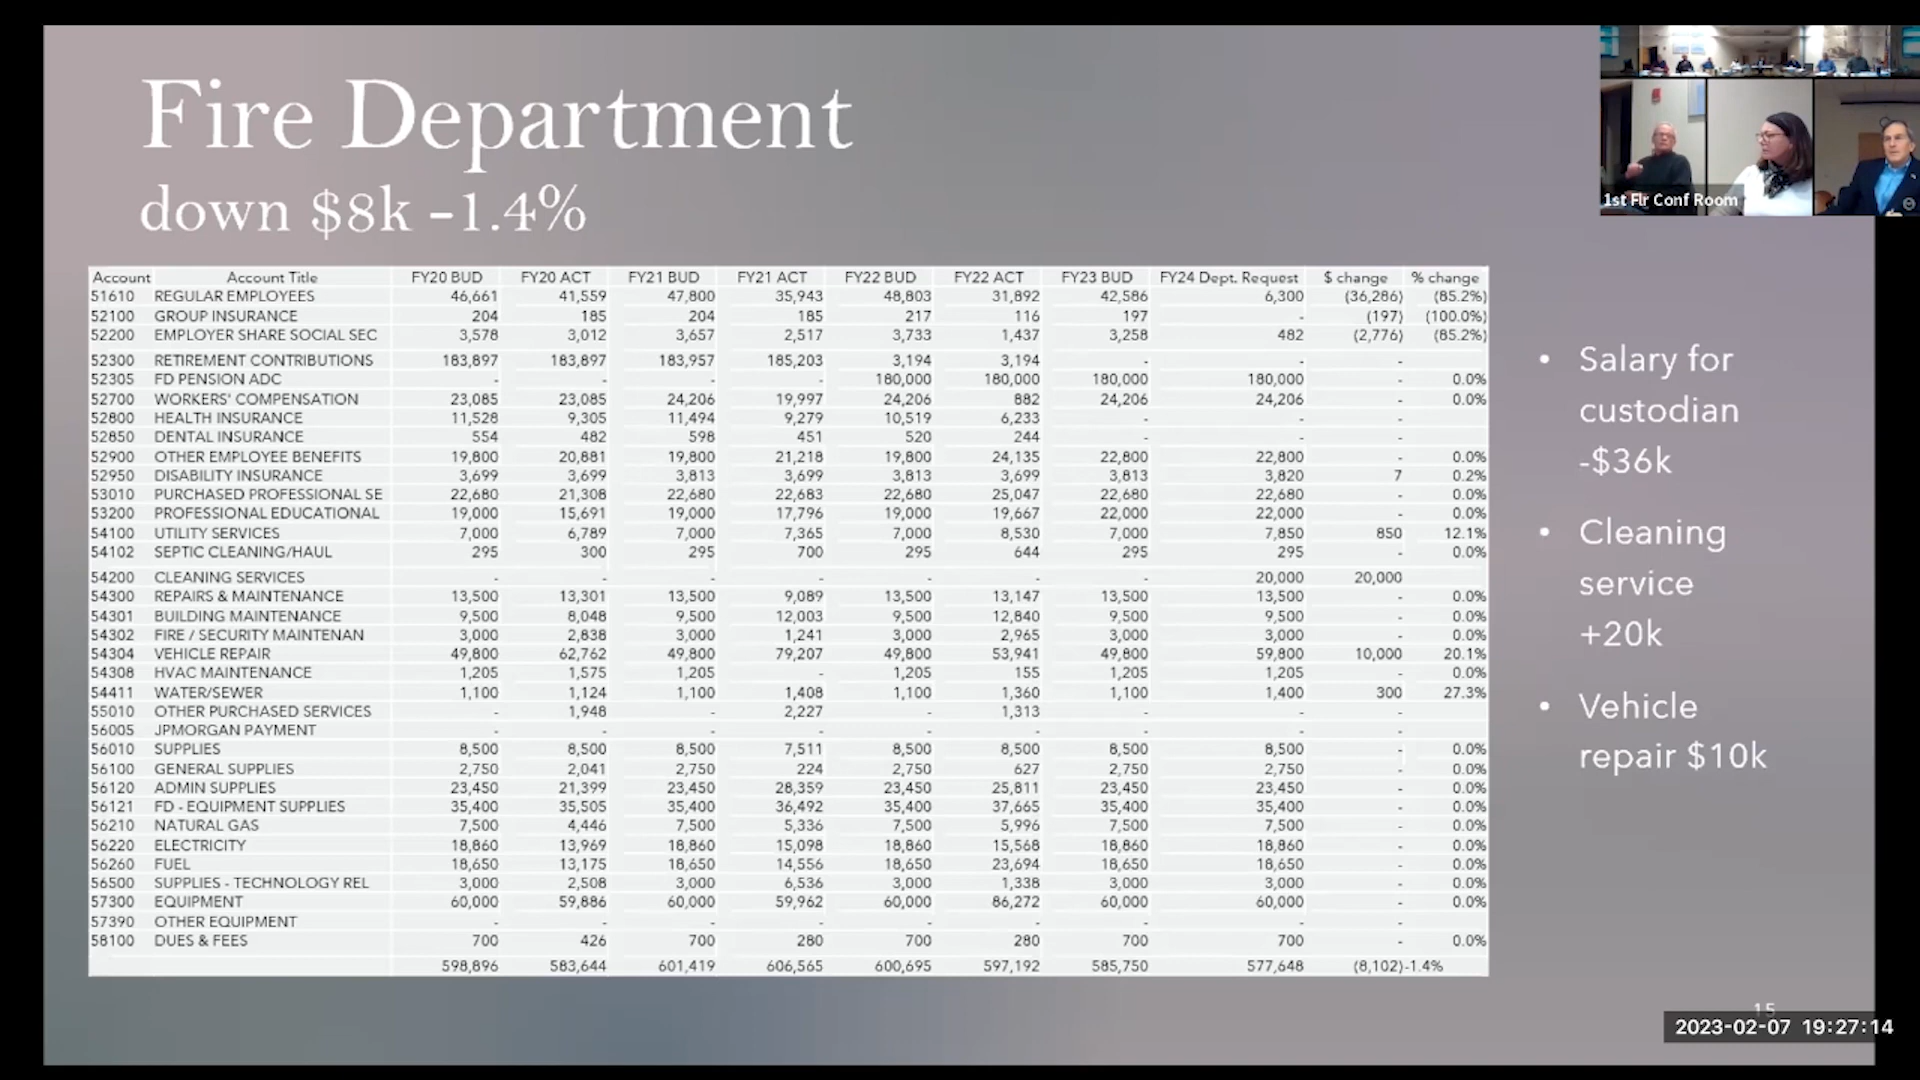 Fire Department
down $8k -1.4%
1st Flr Conf Room
Account Account Title FY20 BUD FY20 ACT FY21 BUD FY21 ACT FY22 BUD FY22 ACT FY23 BUD FY24 Dept. Request $ change % change
51610 REGULAR EMPLOYEES 46,661 41,559 47,800 35,943 48,803 31,892 42,586 6,300 (36,286) (85.2%)
52100 GROUP INSURANCE 204 185 204 185 217 116 197 - (197) (100.0%)
52200 EMPLOYER SHARE SOCIAL SEC 3,578 3,012 3,657 2,517 3,733 1,437 3,258 482 (2,776) (85.2%)
52300 RETIREMENT CONTRIBUTIONS 183,897 183,897 183,957 185,203 3,194 3,194 - - -
52305 FD PENSION ADC - - - - 180,000 180,000 180,000 180,000 - 0.0%
52700 WORKERS' COMPENSATION 23,085 23,085 24,206 19,997 24,206 882 24,206 24,206 - 0.0%
52800 HEALTH INSURANCE 11,528 9,305 11,494 9,279 10,519 6,233 - - -
52850 DENTAL INSURANCE 554 482 598 451 520 244 - - -
52900 OTHER EMPLOYEE BENEFITS 19,800 20,881 19,800 21,218 19,800 24,135 22,800 22,800 - 0.0%
52950 DISABILITY INSURANCE 3,699 3,699 3,813 3,699 3,813 3,699 3,813 3,820 7 0.2%
53010 PURCHASED PROFESSIONAL SE 22,680 21,308 22,680 22,683 22,680 25,047 22,680 22,680 - 0.0%
53200 PROFESSIONAL EDUCATIONAL 19,000 15,691 19,000 17,796 19,000 19,667 22,000 22,000 - 0.0%
54100 UTILITY SERVICES 7,000 6,789 7,000 7,365 7,000 8,530 7,000 7,850 850 12.1%
54102 SEPTIC CLEANING/HAUL 295 300 295 700 295 644 295 295 - 0.0%
54200 CLEANING SERVICES - - - - - - - 20,000 20,000
54300 REPAIRS & MAINTENANCE 13,500 13,301 13,500 9,089 13,500 13,147 13,500 13,500 - 0.0%
54301 BUILDING MAINTENANCE 9,500 8,048 9,500 12,003 9,500 12,840 9,500 9,500 - 0.0%
54302 FIRE / SECURITY MAINTENAN 3,000 2,838 3,000 1,241 3,000 2,965 3,000 3,000 - 0.0%
54304 VEHICLE REPAIR 49,800 62,762 49,800 79,207 49,800 53,941 49,800 59,800 10,000 20.1%
54308 HVAC MAINTENANCE 1,205 1,575 1,205 - 1,205 155 1,205 1,205 - 0.0%
54411 WATER/SEWER 1,100 1,124 1,100 1,408 1,100 1,360 1,100 1,400 300 27.3%
55010 OTHER PURCHASED SERVICES - 1,948 - 2,227 - 1,313 - - -
56005 JPMORGAN PAYMENT - - - - - - - - -
56010 SUPPLIES 8,500 8,500 8,500 7,511 8,500 8,500 8,500 8,500 - 0.0%
56100 GENERAL SUPPLIES 2,750 2,041 2,750 224 2,750 627 2,750 2,750 - 0.0%
56120 ADMIN SUPPLIES 23,450 21,399 23,450 28,359 23,450 25,811 23,450 23,450 - 0.0%
56121 FD - EQUIPMENT SUPPLIES 35,400 35,505 35,400 36,492 35,400 37,665 35,400 35,400 - 0.0%
56210 NATURAL GAS 7,500 4,446 7,500 5,336 7,500 5,996 7,500 7,500 - 0.0%
56220 ELECTRICITY 18,860 13,969 18,860 15,098 18,860 15,568 18,860 18,860 - 0.0%
56260 FUEL 18,650 13,175 18,650 14,556 18,650 23,694 18,650 18,650 - 0.0%
56500 SUPPLIES - TECHNOLOGY REL 3,000 2,508 3,000 6,536 3,000 1,338 3,000 3,000 - 0.0%
57300 EQUIPMENT 60,000 59,886 60,000 59,962 60,000 86,272 60,000 60,000 - 0.0%
57390 OTHER EQUIPMENT - - - - - - - - -
58100 DUES & FEES 700 426 700 280 700 280 700 700 - 0.0%
598,896 583,644 601,419 606,565 600,695 597,192 585,750 577,648 (8,102) -1.4%
• Salary for
custodian
-$36k
• Cleaning
service
+20k
• Vehicle
repair $10k
15
2023-02-07 19:27:14